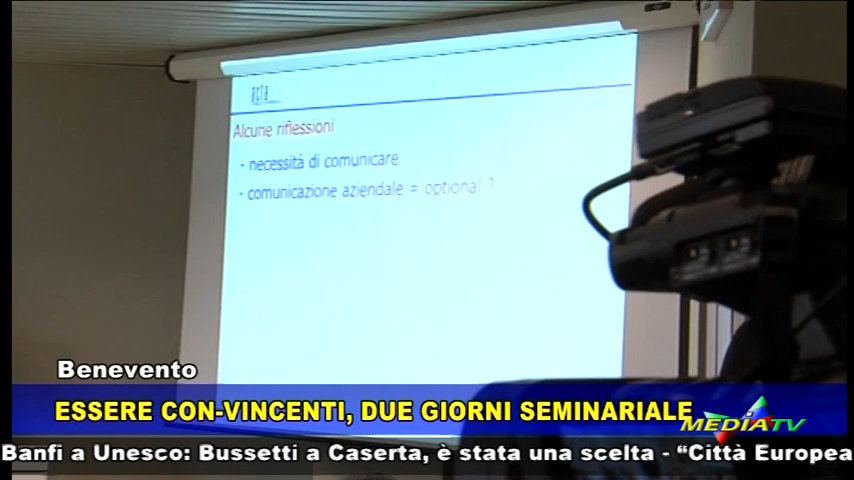 acta
Alcune riflessioni
- necessità di comunicare
- comunicazione aziendale = optional ?
Benevento
ESSERE CON-VINCENTI, DUE GIORNI SEMINARIALE
MEDIATV
Banfi a Unesco: Bussetti a Caserta, è stata una scelta - “Città Europea